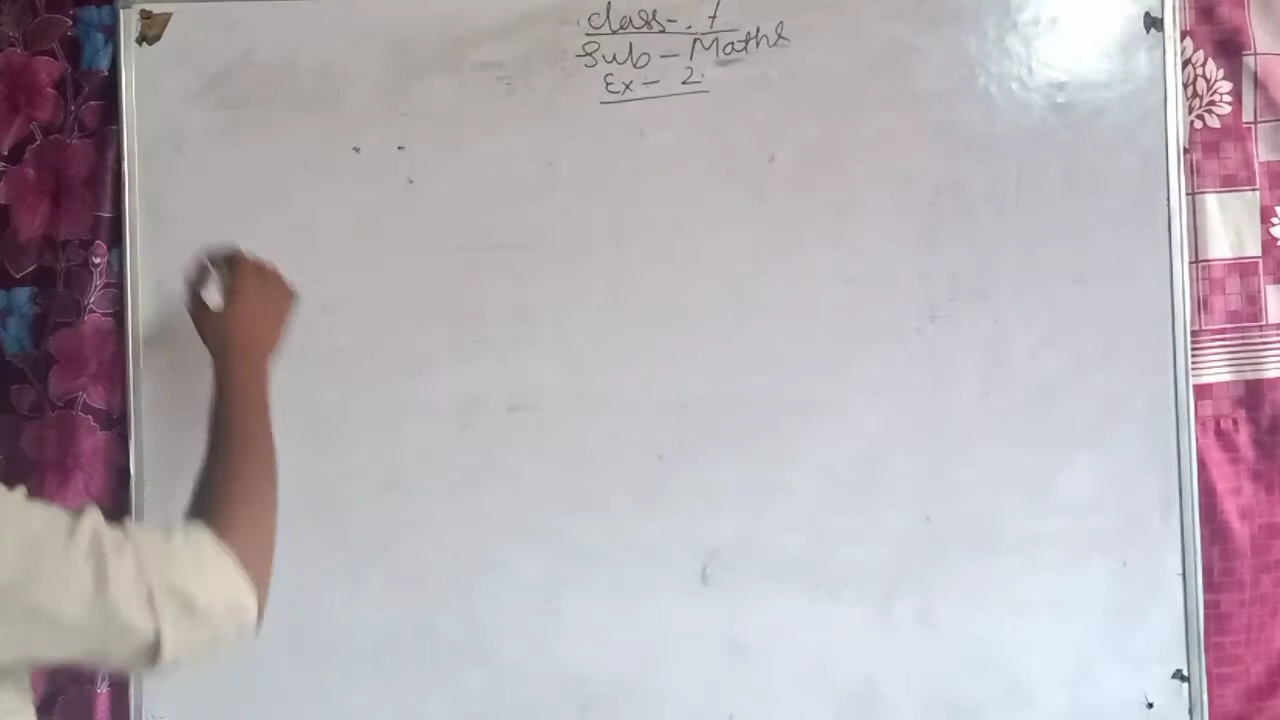 class-. 7
Sub - Maths
Ex - 2.